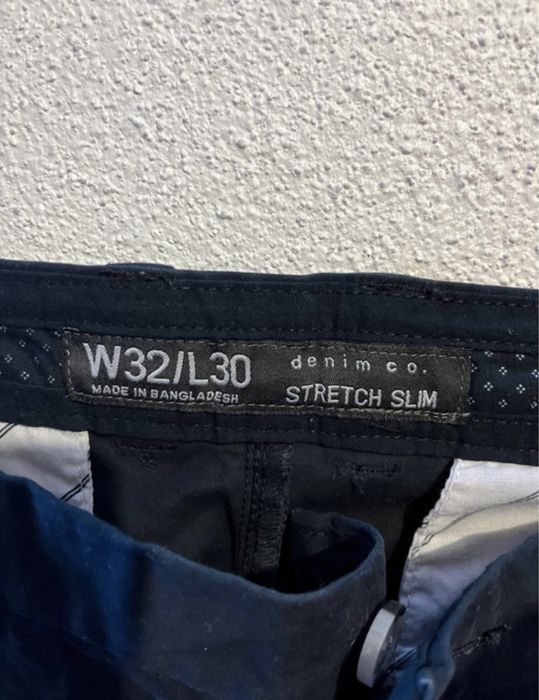 W32/L30
MADE IN BANGLADESH
denim co.
STRETCH SLIM